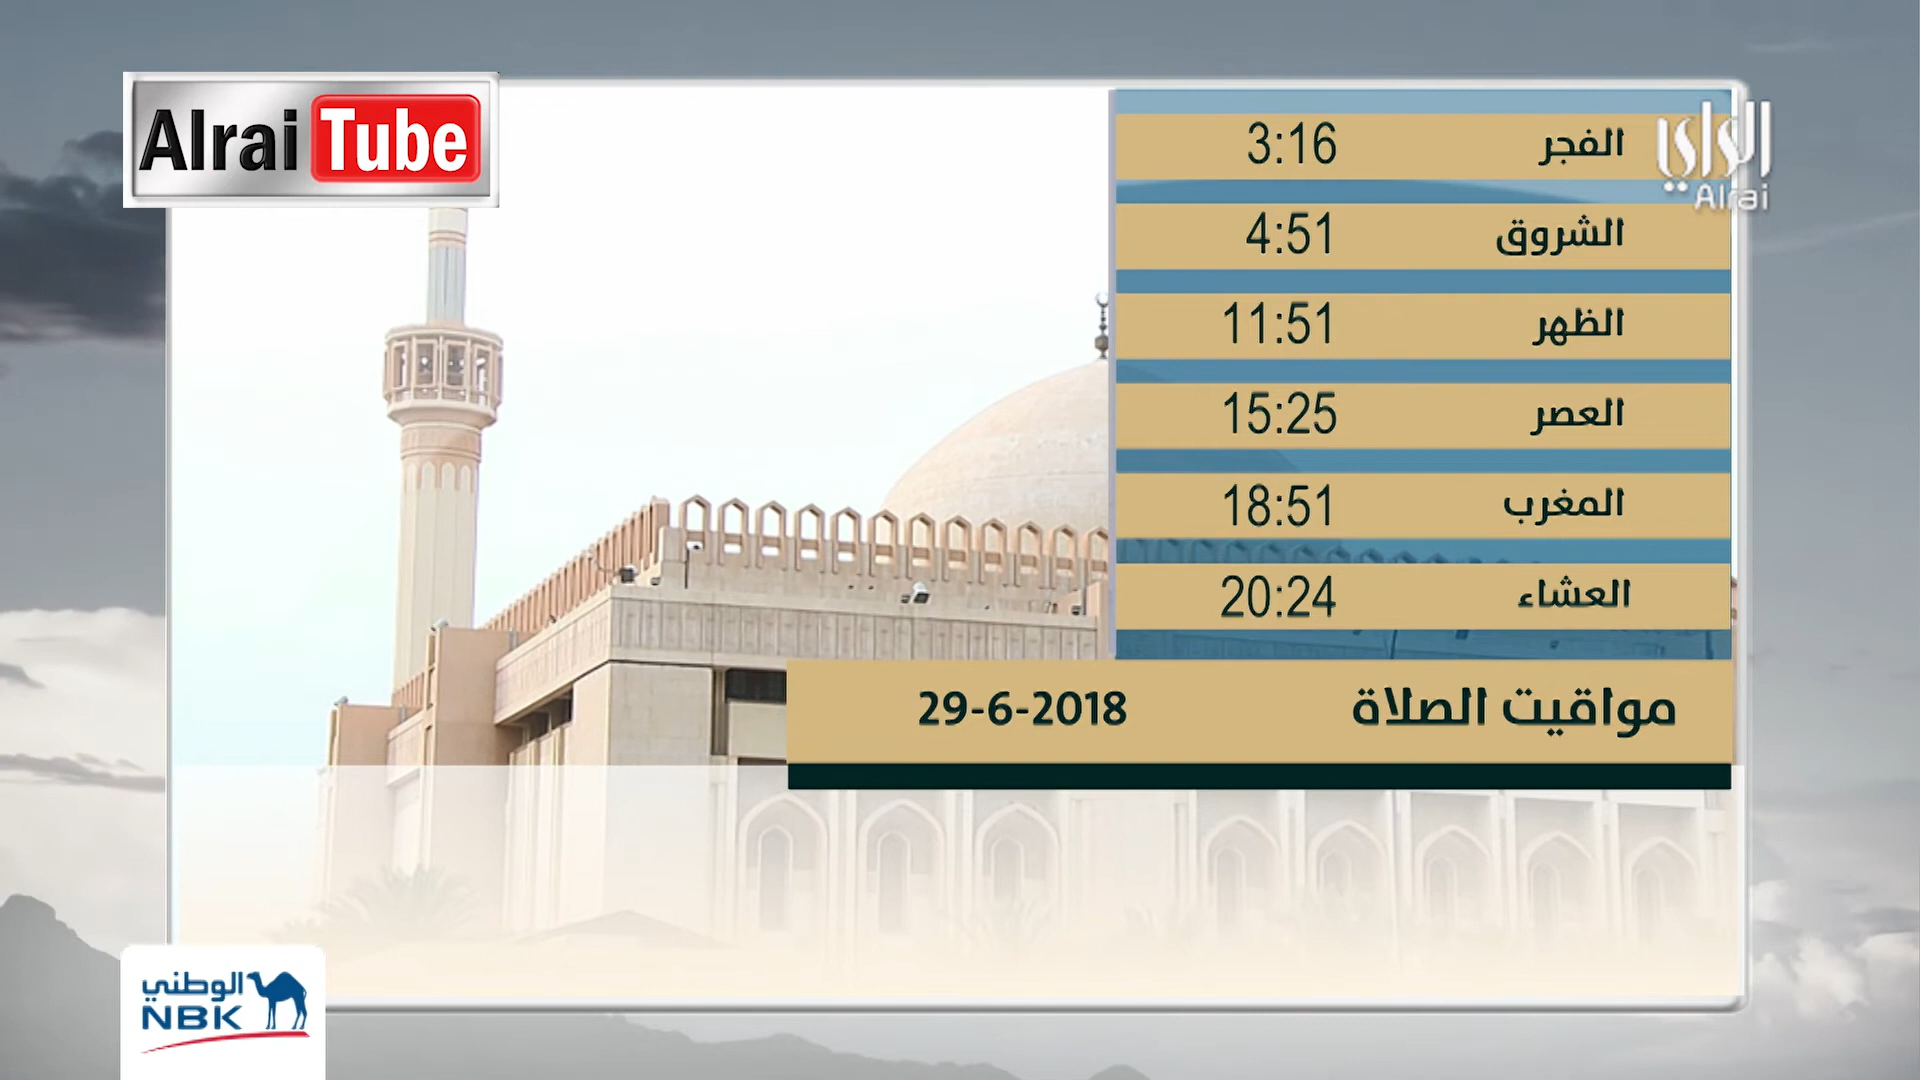 Alrai Tube
الراي
Alrai
الفجر 3:16
الشروق 4:51
الظهر 11:51
العصر 15:25
المغرب 18:51
العشاء 20:24
مواقيت الصلاة 29-6-2018
الوطني
NBK